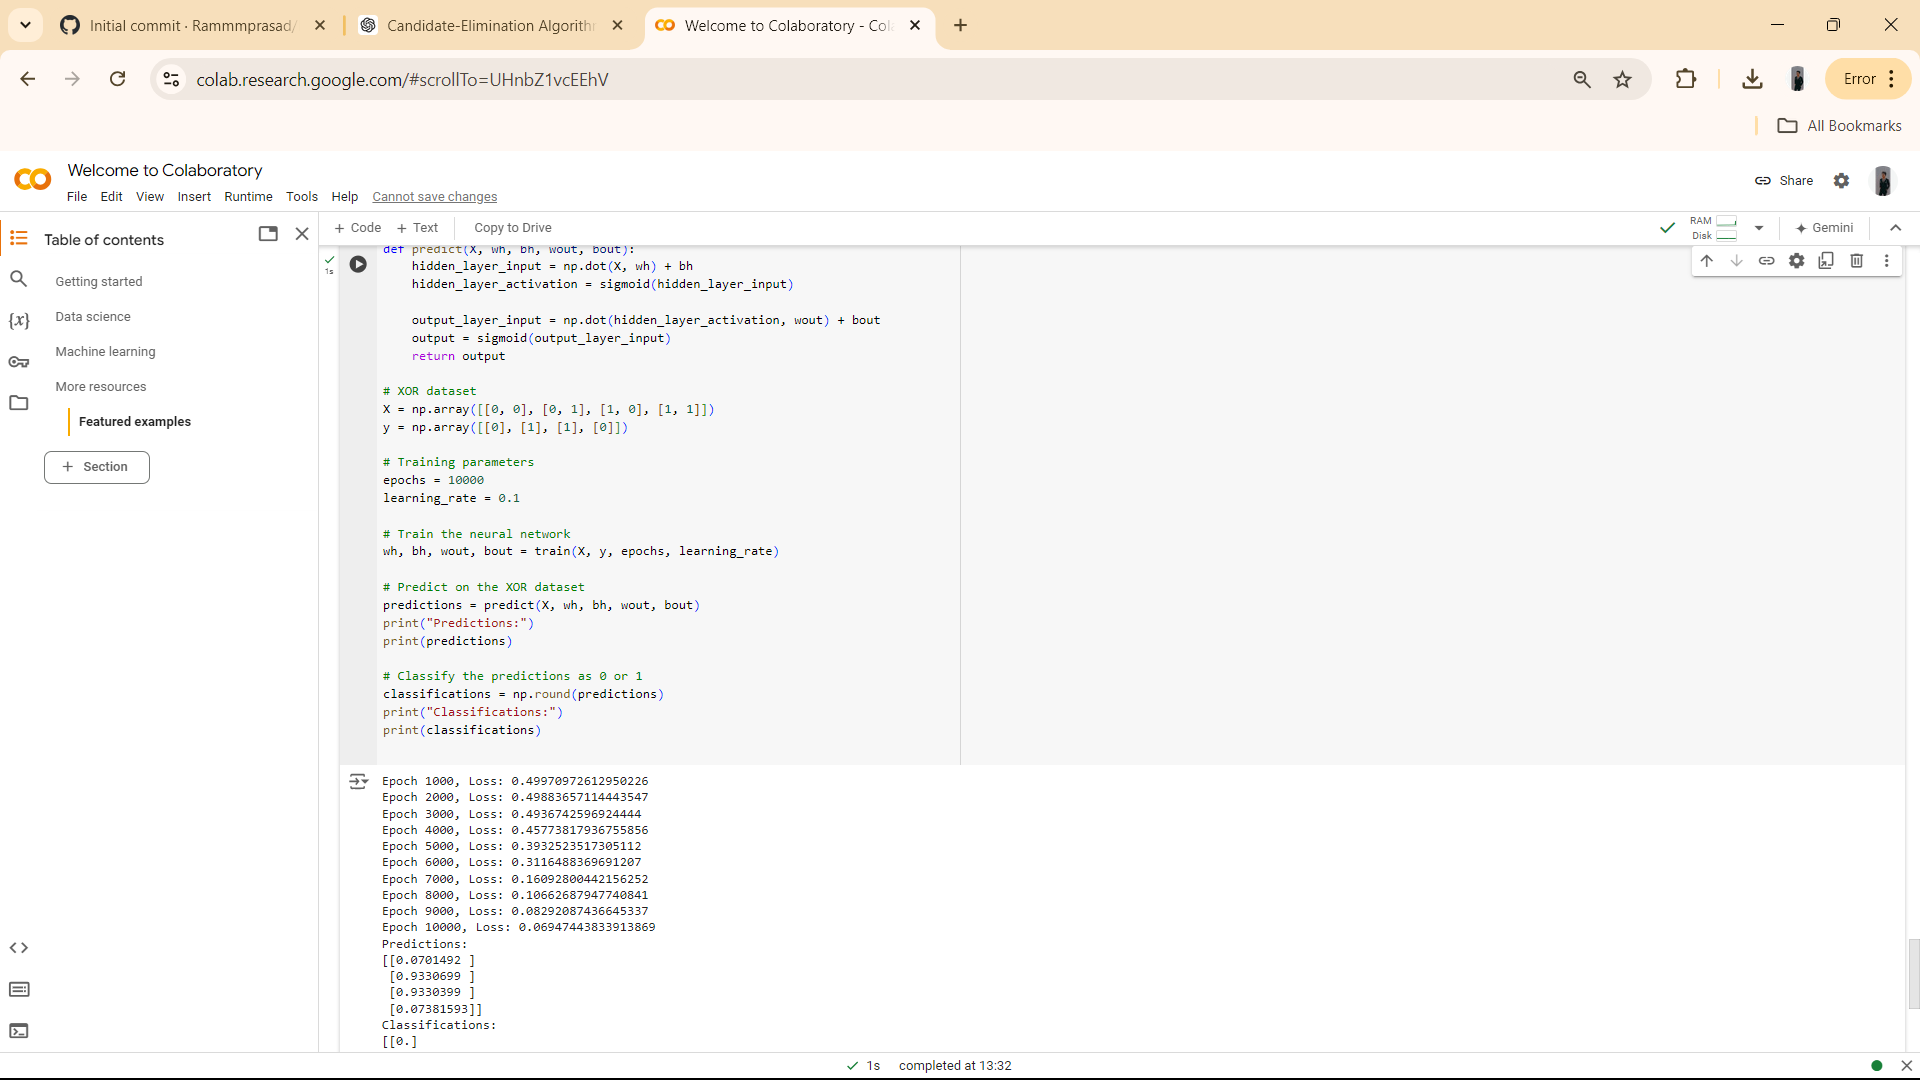 Initial commit · Rammmprasad/
Candidate-Elimination Algorith
Welcome to Colaboratory - Col
colab.research.google.com/#scrollTo=UHnbZ1vcEEhV
Error
All Bookmarks
Welcome to Colaboratory
File Edit View Insert Runtime Tools Help Cannot save changes
Share
+ Code + Text Copy to Drive
RAM
Disk
Gemini
Table of contents
Getting started
Data science
Machine learning
More resources
Featured examples
+ Section
1s
def predict(X, wh, bh, wout, bout):
    hidden_layer_input = np.dot(X, wh) + bh
    hidden_layer_activation = sigmoid(hidden_layer_input)
    output_layer_input = np.dot(hidden_layer_activation, wout) + bout
    output = sigmoid(output_layer_input)
    return output
# XOR dataset
X = np.array([[0, 0], [0, 1], [1, 0], [1, 1]])
y = np.array([[0], [1], [1], [0]])
# Training parameters
epochs = 10000
learning_rate = 0.1
# Train the neural network
wh, bh, wout, bout = train(X, y, epochs, learning_rate)
# Predict on the XOR dataset
predictions = predict(X, wh, bh, wout, bout)
print("Predictions:")
print(predictions)
# Classify the predictions as 0 or 1
classifications = np.round(predictions)
print("Classifications:")
print(classifications)
Epoch 1000, Loss: 0.49970972612950226
Epoch 2000, Loss: 0.49883657114443547
Epoch 3000, Loss: 0.4936742596924444
Epoch 4000, Loss: 0.45773817936755856
Epoch 5000, Loss: 0.3932523517305112
Epoch 6000, Loss: 0.3116488369691207
Epoch 7000, Loss: 0.16092800442156252
Epoch 8000, Loss: 0.10662687947740841
Epoch 9000, Loss: 0.08292087436645337
Epoch 10000, Loss: 0.06947443833913869
Predictions:
[[0.0701492 ]
 [0.9330699 ]
 [0.9330399 ]
 [0.07381593]]
Classifications:
[[0.]
1s completed at 13:32